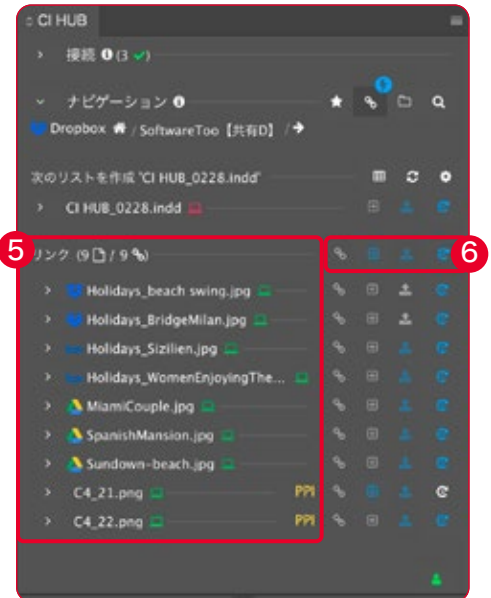 CI HUB
接続 (3 ✓)
ナビゲーション
Dropbox / SoftwareToo【共有D】 /
次のリストを作成 'CI HUB_0228.indd'
CI HUB_0228.indd
5 リンク (9 / 9 ) 6
Holidays_beach swing.jpg
Holidays_BridgeMilan.jpg
Holidays_Sizilien.jpg
Holidays_WomenEnjoyingThe...
MiamiCouple.jpg
SpanishMansion.jpg
Sundown-beach.jpg
C4_21.png PPI
C4_22.png PPI